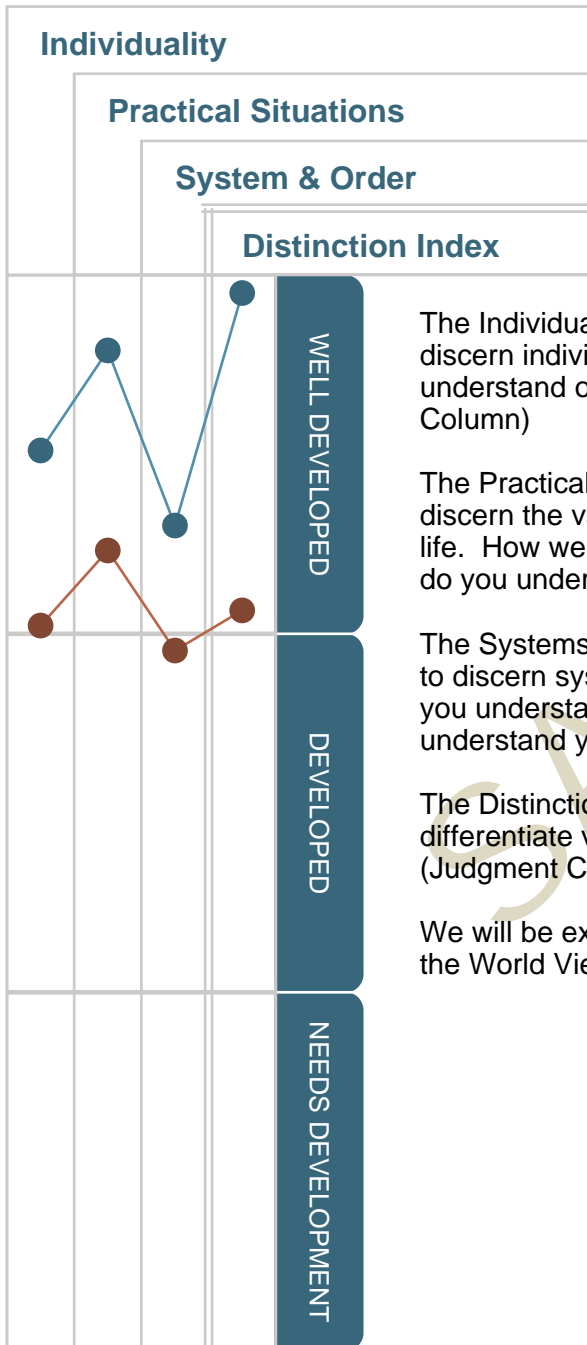 Individuality
Practical Situations
System & Order
Distinction Index
WELL DEVELOPED
DEVELOPED
NEEDS DEVELOPMENT
The Individua
discern indivi
understand o
Column)
The Practical
discern the v
life.  How we
do you under
The Systems
to discern sys
you understa
understand y
The Distinctio
differentiate v
(Judgment C
We will be ex
the World Vie